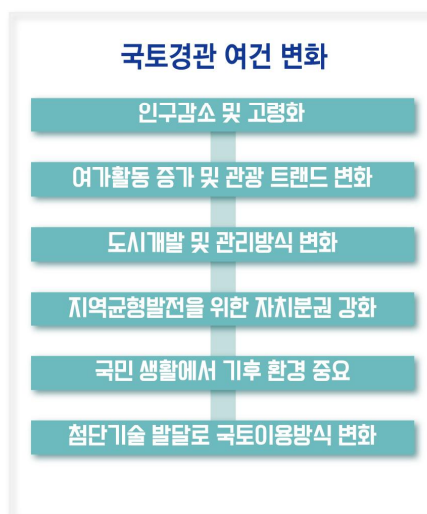 국토경관 여건 변화
인구감소 및 고령화
여가활동 증가 및 관광 트랜드 변화
도시개발 및 관리방식 변화
지역균형발전을 위한 자치분권 강화
국민 생활에서 기후 환경 중요
첨단기술 발달로 국토이용방식 변화